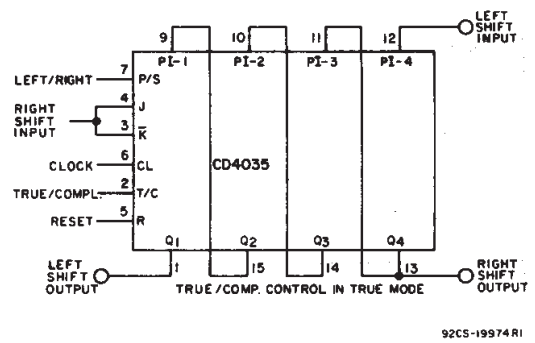 LEFT
SHIFT
INPUT
9 10 11 12
PI-1 PI-2 PI-3 PI-4
LEFT/RIGHT 7 P/S
RIGHT
SHIFT
INPUT
4 J
3 K̅
CLOCK 6 CL
CD4035
TRUE/COMPL. 2 T/C
RESET 5 R
Q1 Q2 Q3 Q4
LEFT
SHIFT
OUTPUT
1 15 14 13
RIGHT
SHIFT
OUTPUT
TRUE/COMP. CONTROL IN TRUE MODE
92CS-19974R1